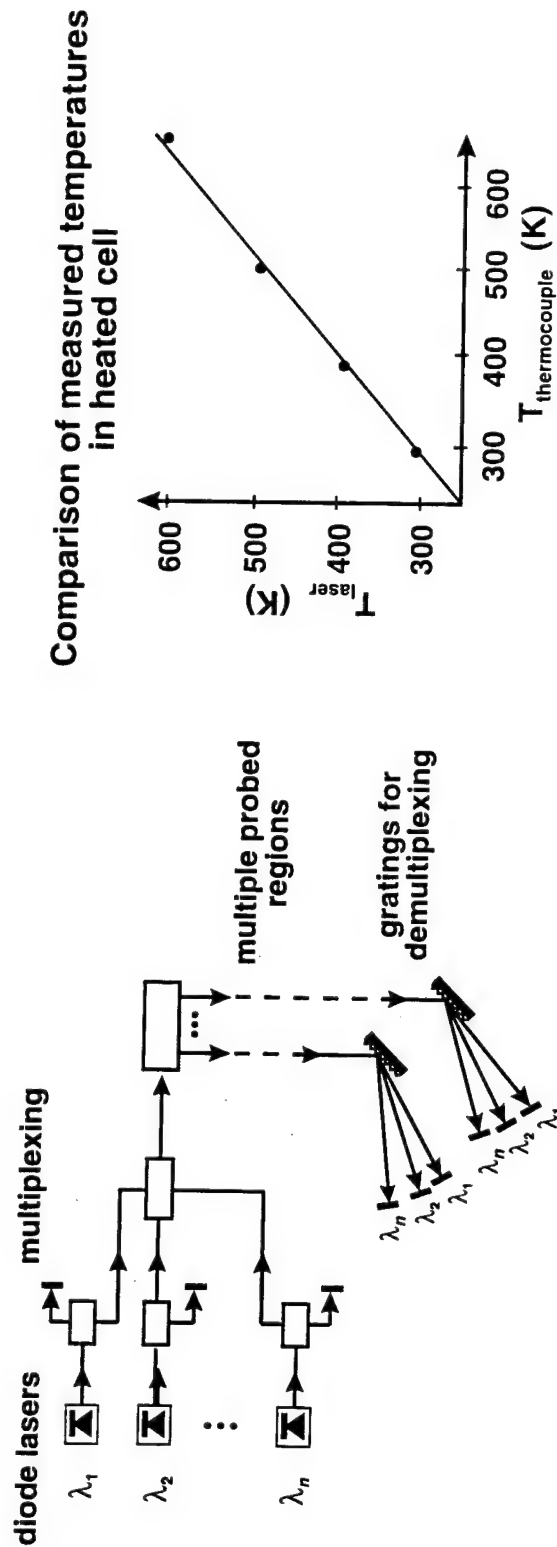 diode lasers
multiplexing
λ1
λ2
...
λn
...
multiple probed
regions
gratings for
demultiplexing
λn
λ2
λ1
λn
λ2
λ1
Comparison of measured temperatures
in heated cell
Tlaser (K)
600
500
400
300
300 400 500 600
Tthermocouple (K)